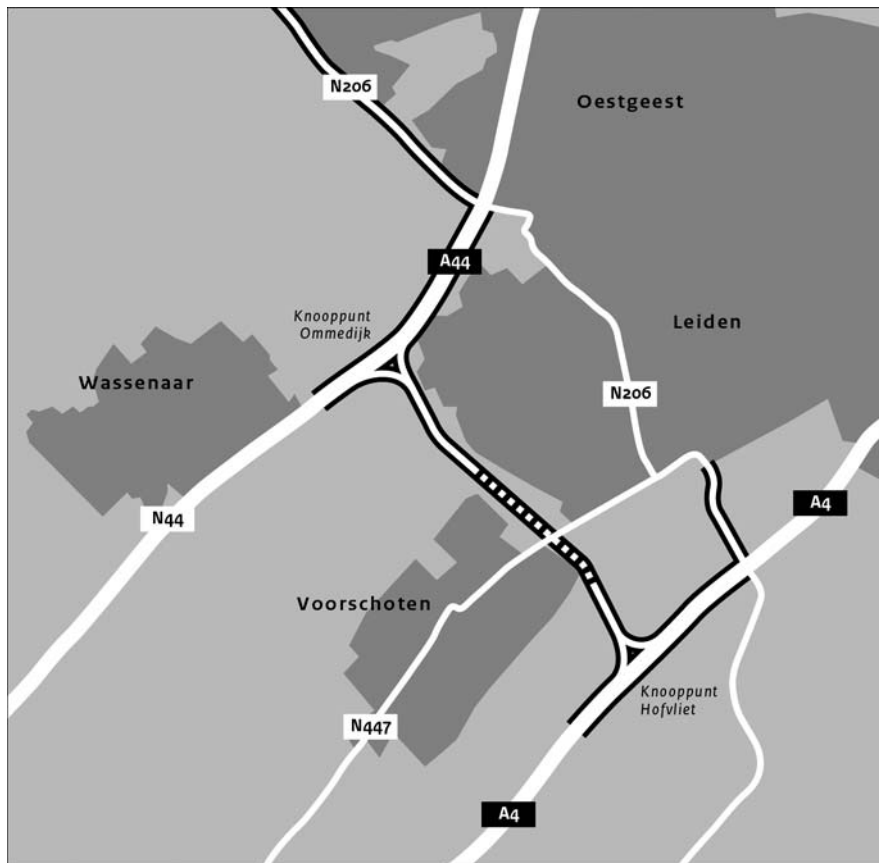 N206
Oestgeest
A44
Knooppunt
Ommedijk
Leiden
Wassenaar
N206
A4
N44
Voorschoten
Knooppunt
Hofvliet
N447
A4